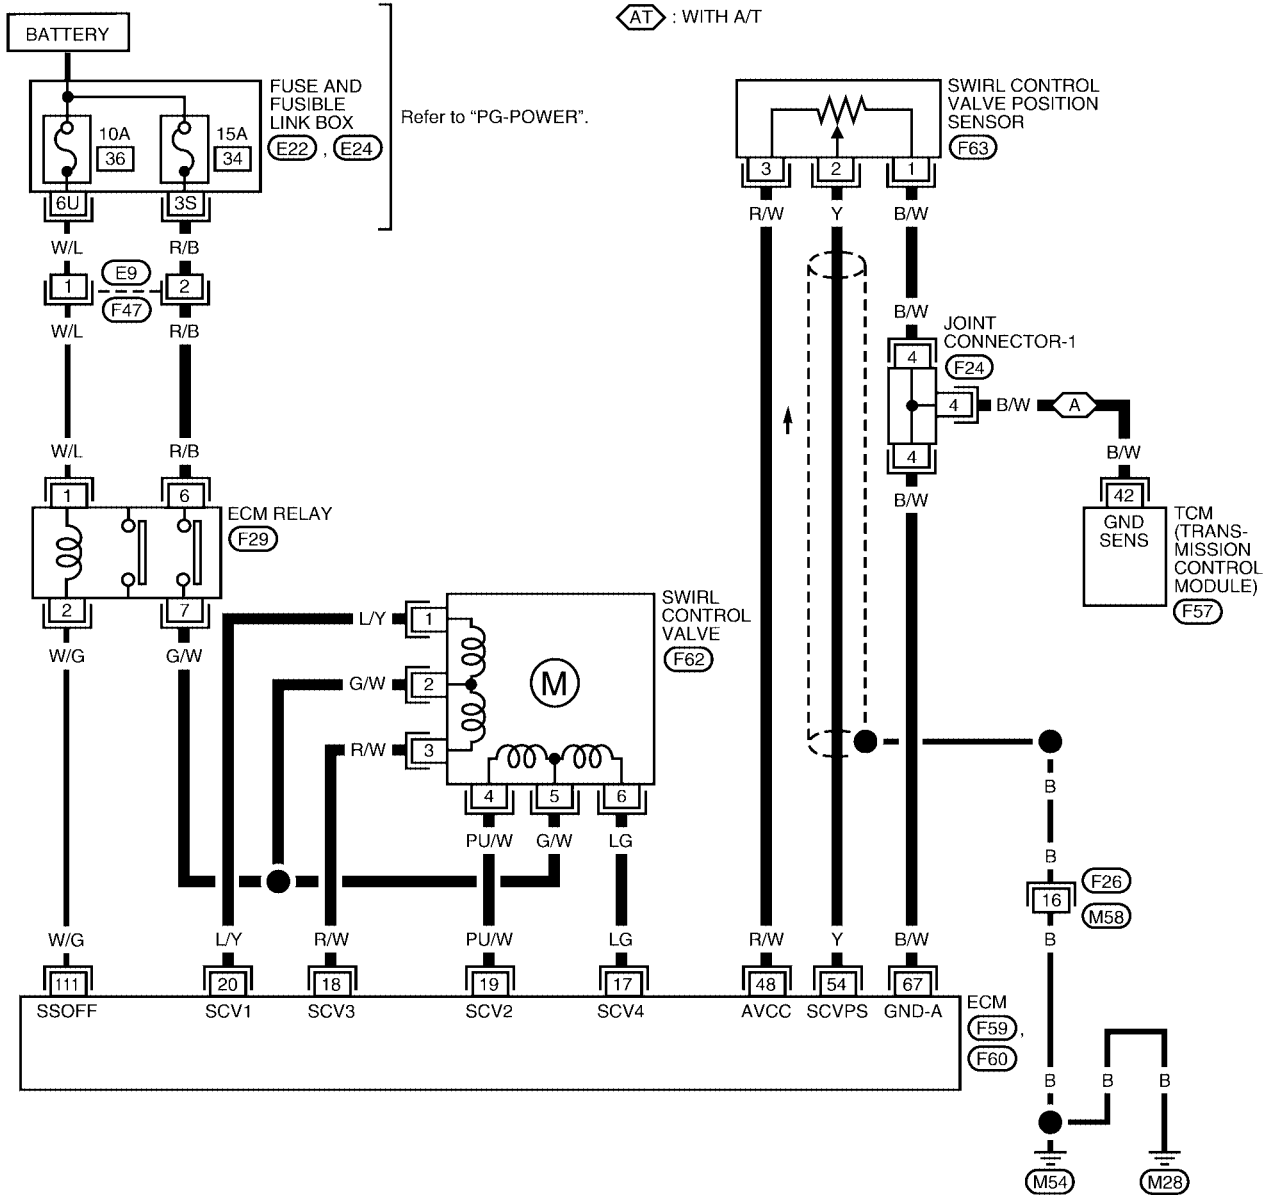 BATTERY
AT : WITH A/T
FUSE AND
FUSIBLE
LINK BOX
E22 , E24
Refer to “PG-POWER”.
10A
36
15A
34
6U
3S
W/L
R/B
1
E9
F47
2
W/L
R/B
W/L
R/B
1
6
ECM RELAY
F29
2
7
W/G
G/W
SWIRL CONTROL
VALVE POSITION
SENSOR
F63
3
2
1
R/W
Y
B/W
B/W
JOINT
CONNECTOR-1
F24
4
4
B/W
A
4
B/W
B/W
42
GND
SENS
TCM
(TRANS-
MISSION
CONTROL
MODULE)
F57
L/Y
1
G/W
2
R/W
3
M
SWIRL
CONTROL
VALVE
F62
4
5
6
PU/W
G/W
LG
B
B
16
F26
M58
B
W/G
L/Y
R/W
PU/W
LG
R/W
Y
B/W
111
20
18
19
17
48
54
67
SSOFF
SCV1
SCV3
SCV2
SCV4
AVCC
SCVPS
GND-A
ECM
F59 ,
F60
B
B
B
M54
M28